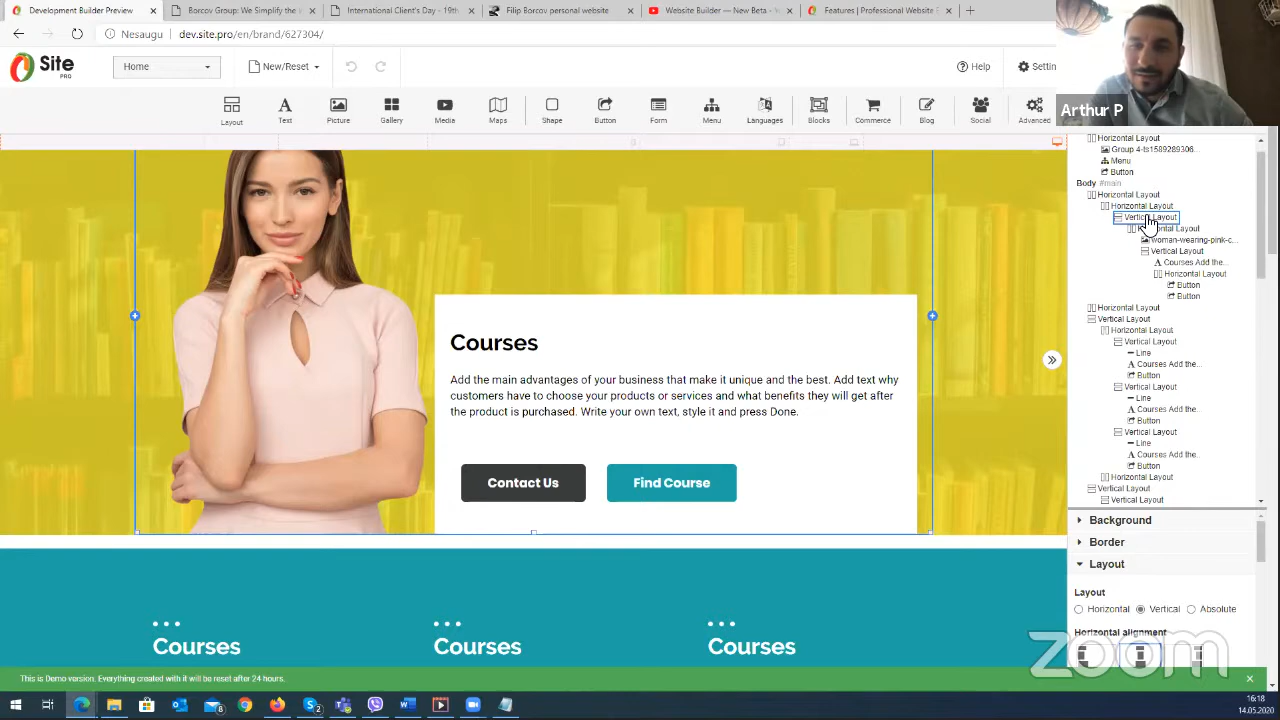 Development Builder Preview
Borcov Group: We Simplify the
International Client's Day - 19th
Filip Borcov personal website
Website Builder — New Beta - Y
Features | Professional Website B
Nesaugu
dev.site.pro/en/brand/627304/
Site
PRO
Home
New/Reset
Help
Settin
Layout
Text
Picture
Gallery
Media
Maps
Shape
Button
Form
Menu
Languages
Blocks
Commerce
Blog
Social
Advanced
Arthur P
Horizontal Layout
Group 4-ts1589289306...
Menu
Button
Body #main
Horizontal Layout
Horizontal Layout
Vertical Layout
woman-wearing-pink-c...
Vertical Layout
Courses Add the...
Horizontal Layout
Button
Button
Horizontal Layout
Vertical Layout
Horizontal Layout
Vertical Layout
Line
Courses Add the...
Button
Vertical Layout
Line
Courses Add the...
Button
Vertical Layout
Line
Courses Add the...
Button
Horizontal Layout
Vertical Layout
Vertical Layout
Courses
Add the main advantages of your business that make it unique and the best. Add text why
customers have to choose your products or services and what benefits they will get after
the product is purchased. Write your own text, style it and press Done.
Contact Us
Find Course
Background
Border
Layout
Layout
Horizontal
Vertical
Absolute
Horizontal alignment
Courses
Courses
Courses
zoom
This is Demo version. Everything created with it will be reset after 24 hours.
16:18
14.05.2020